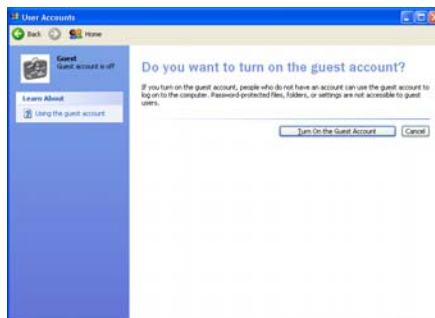 User Accounts
Back Home
Guest
Guest account is off
Learn About
Using the guest account
Do you want to turn on the guest account?
If you turn on the guest account, people who do not have an account can use the guest account to
log on to the computer. Password-protected files, folders, or settings are not accessible to guest
users.
Turn On the Guest Account Cancel